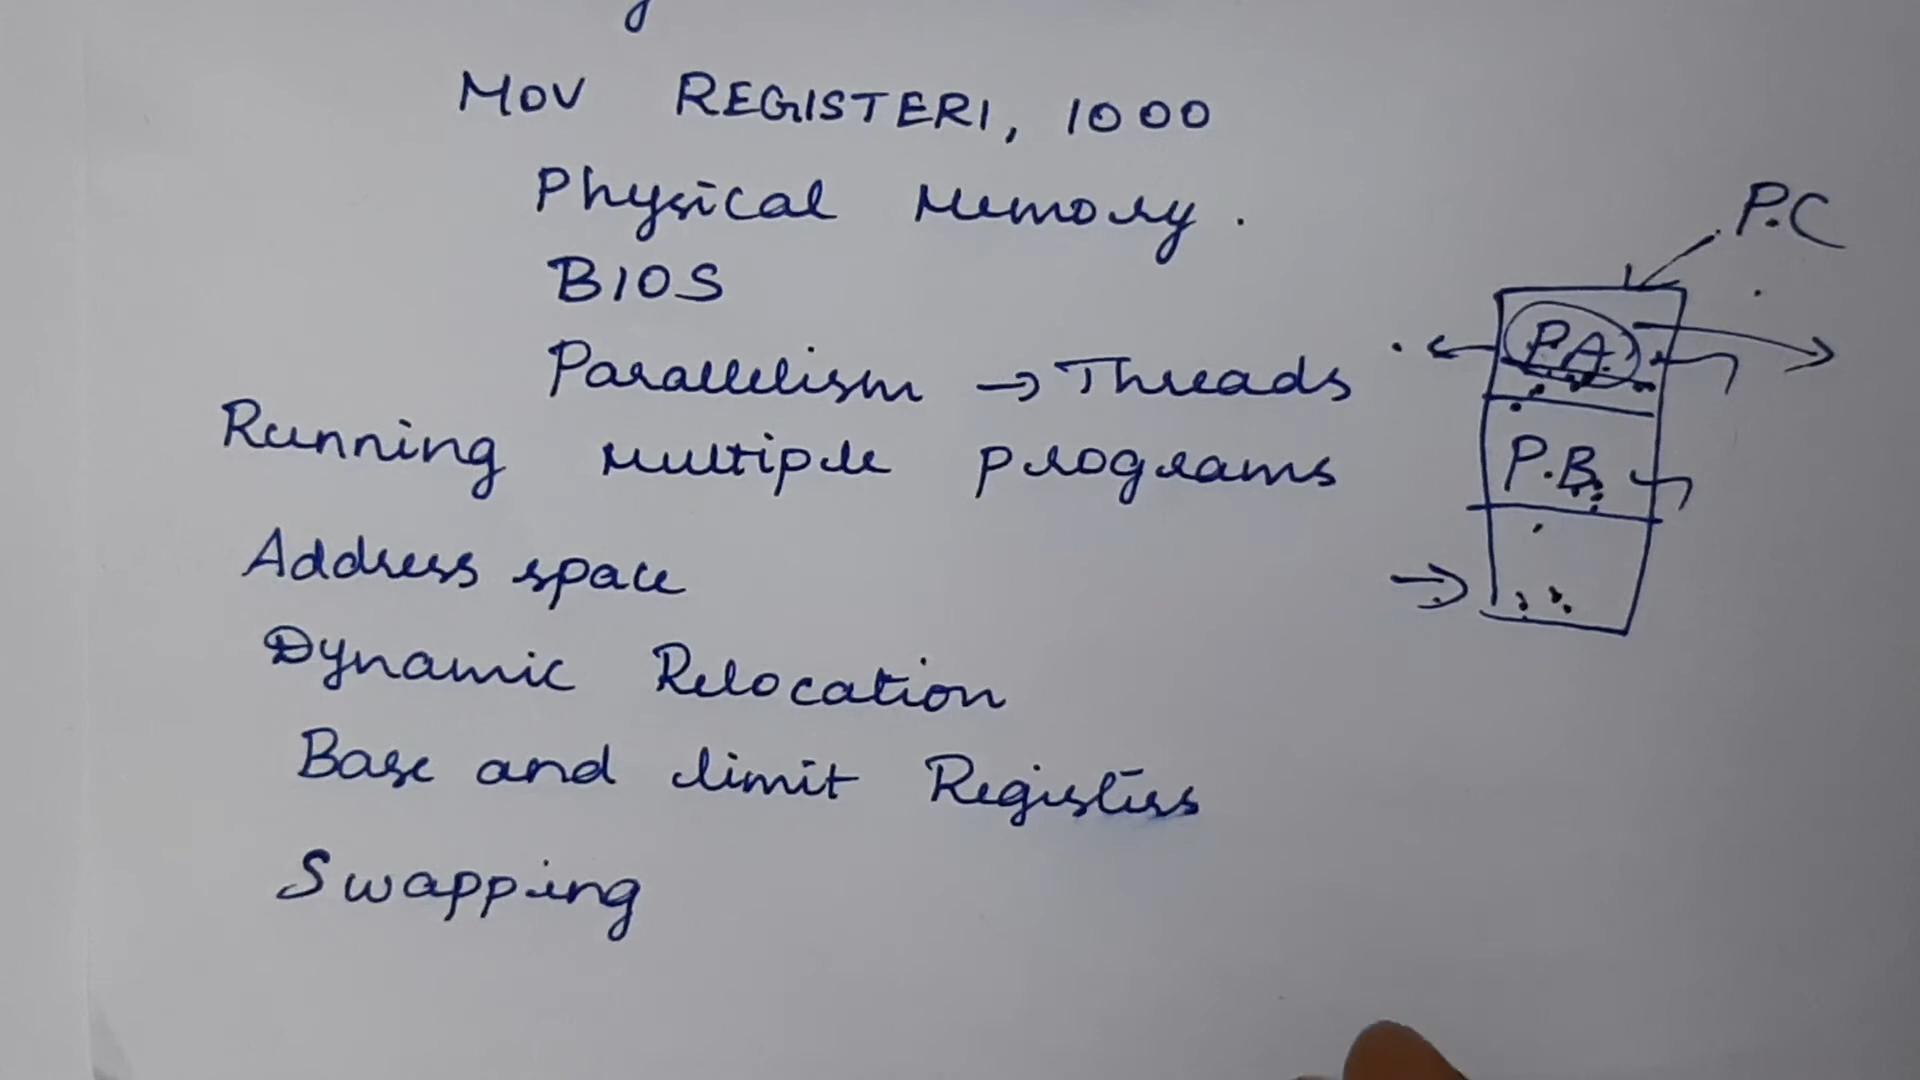 MOV REGISTER1, 1000
Physical Memory.
BIOS
Parallelism → Threads
Running multiple programs
Address space
Dynamic Relocation
Base and limit Registers
Swapping
P.C
P.A.
P.B.